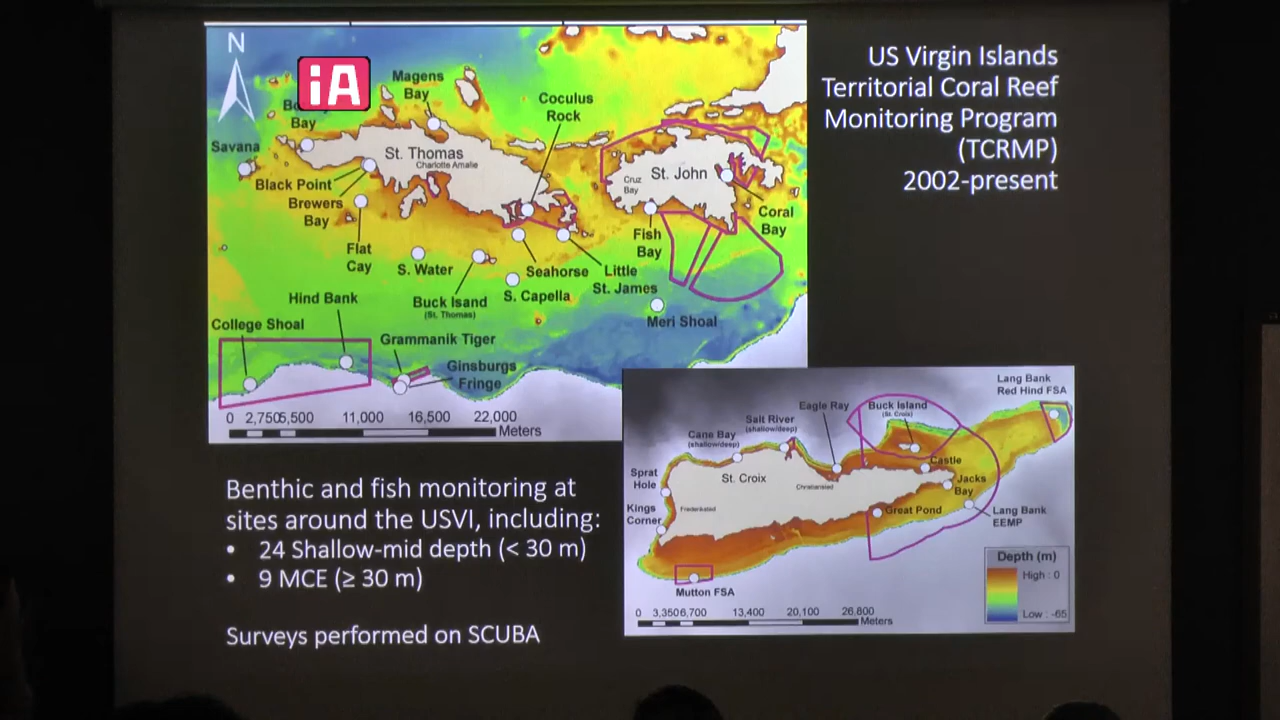 US Virgin Islands
Territorial Coral Reef
Monitoring Program
(TCRMP)
2002-present
N
iA
Magens
Bay
Coculus
Rock
Bay
Savana
St. Thomas
Charlotte Amalie
Black Point
Brewers
Bay
Flat
Cay
S. Water
Buck Isand
(St. Thomas)
Seahorse
S. Capella
Little
St. James
Cruz
Bay
St. John
Fish
Bay
Coral
Bay
Meri Shoal
Hind Bank
College Shoal
Grammanik Tiger
Ginsburgs
Fringe
0 2,750 5,500 11,000 16,500 22,000
Meters
Lang Bank
Red Hind FSA
Eagle Ray
Buck Island
(St. Croix)
Salt River
(shallow/deep)
Cane Bay
(shallow/deep)
Sprat
Hole
St. Croix
Christiansted
Castle
Jacks
Bay
Kings
Corner
Frederiksted
Great Pond
Lang Bank
EEMP
Mutton FSA
Depth (m)
High : 0
Low : -65
0 3,350 6,700 13,400 20,100 26,800
Meters
Benthic and fish monitoring at
sites around the USVI, including:
• 24 Shallow-mid depth (< 30 m)
• 9 MCE (≥ 30 m)
Surveys performed on SCUBA